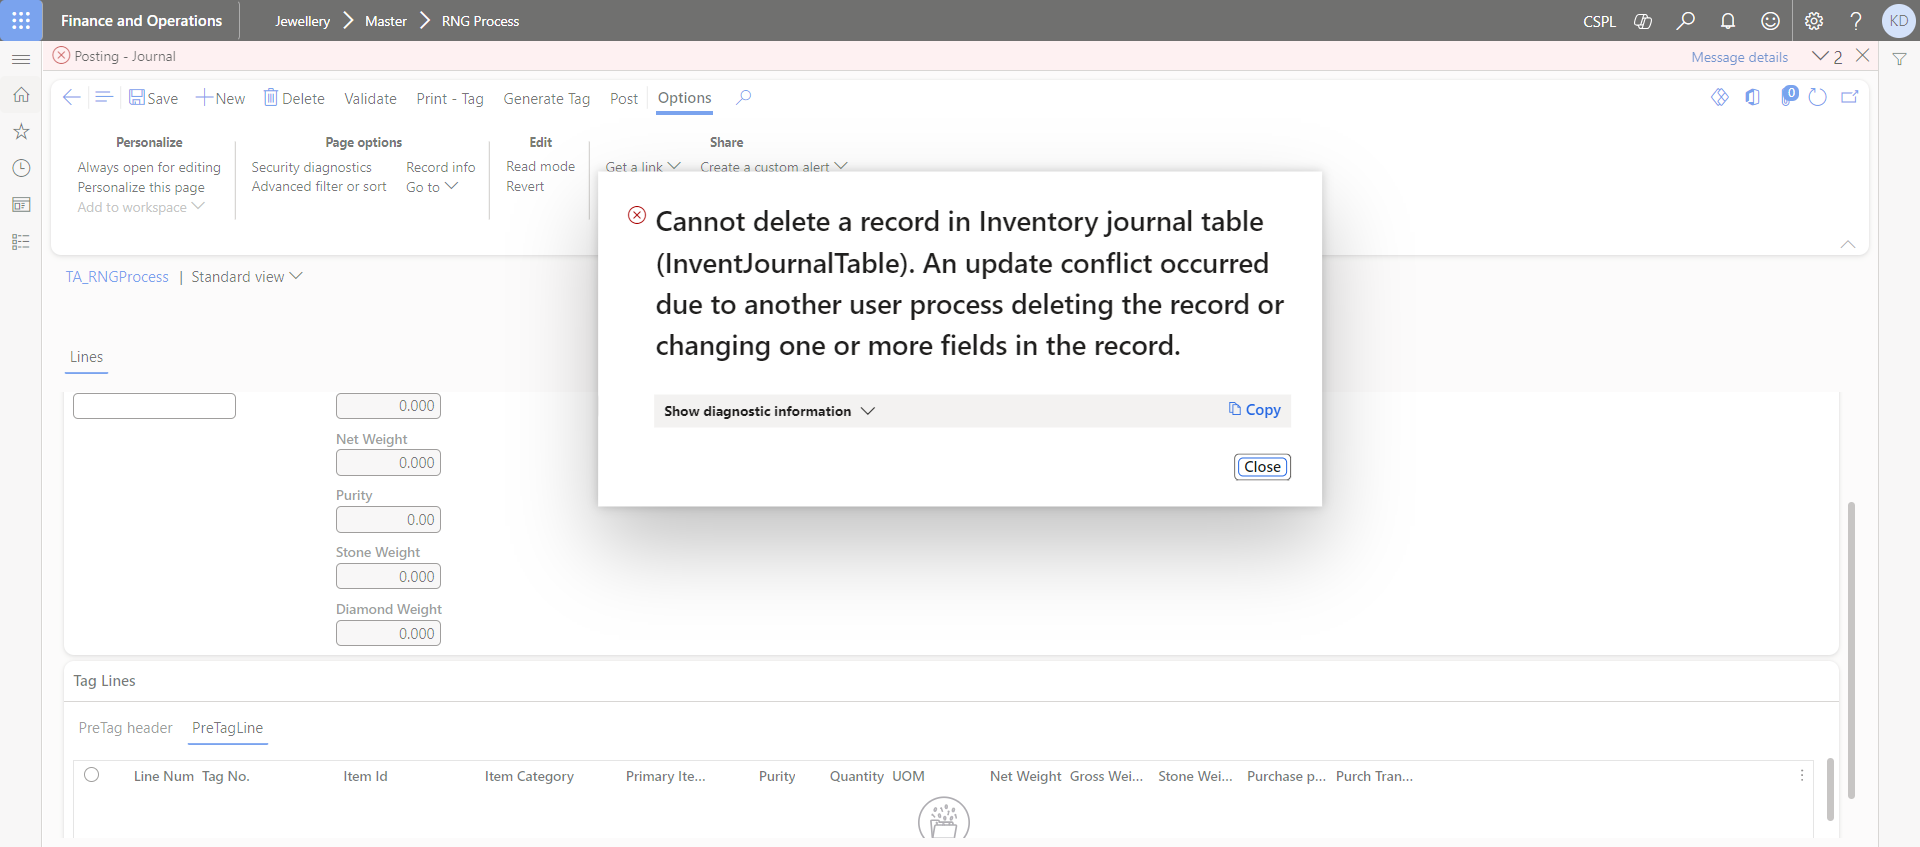 Finance and Operations
Jewellery
Master
RNG Process
CSPL
KD
Posting - Journal
Message details
2
Save
New
Delete
Validate
Print - Tag
Generate Tag
Post
Options
0
Personalize
Always open for editing
Personalize this page
Add to workspace
Page options
Security diagnostics
Advanced filter or sort
Record info
Go to
Edit
Read mode
Revert
Share
Get a link
Create a custom alert
Cannot delete a record in Inventory journal table
(InventJournalTable). An update conflict occurred
due to another user process deleting the record or
changing one or more fields in the record.
Show diagnostic information
Copy
Close
TA_RNGProcess | Standard view
Lines
0.000
Net Weight
0.000
Purity
0.00
Stone Weight
0.000
Diamond Weight
0.000
Tag Lines
PreTag header
PreTagLine
Line Num Tag No. Item Id Item Category Primary Ite... Purity Quantity UOM Net Weight Gross Wei... Stone Wei... Purchase p... Purch Tran...